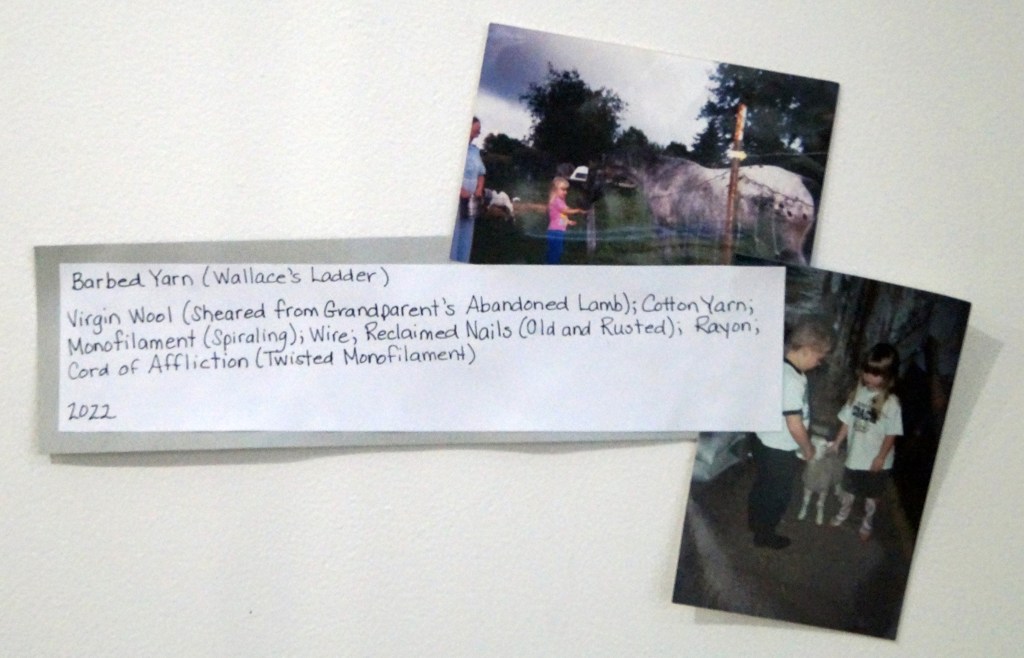 Barbed Yarn (Wallace's Ladder)
Virgin Wool (Sheared from Grandparent's Abandoned Lamb); Cotton Yarn;
Monofilament (Spiraling); Wire; Reclaimed Nails (Old and Rusted); Rayon;
Cord of Affliction (Twisted Monofilament)
2022